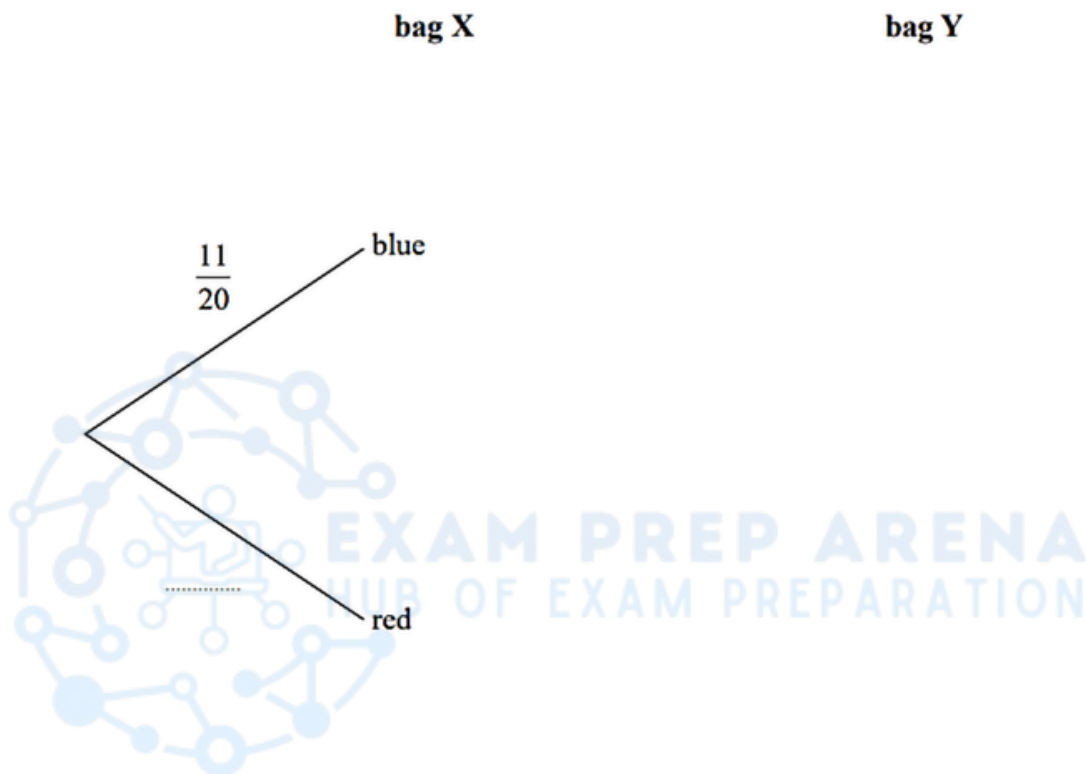 bag X bag Y
blue
11
20
EXAM PREP ARENA
HUB OF EXAM PREPARATION
red